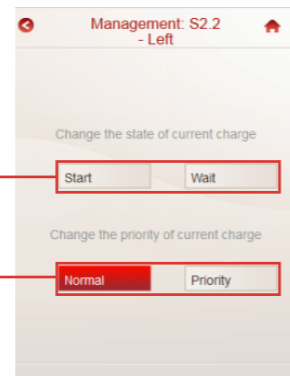 Management: S2.2
- Left
Change the state of current charge
Start Wait
Change the priority of current charge
Normal Priority